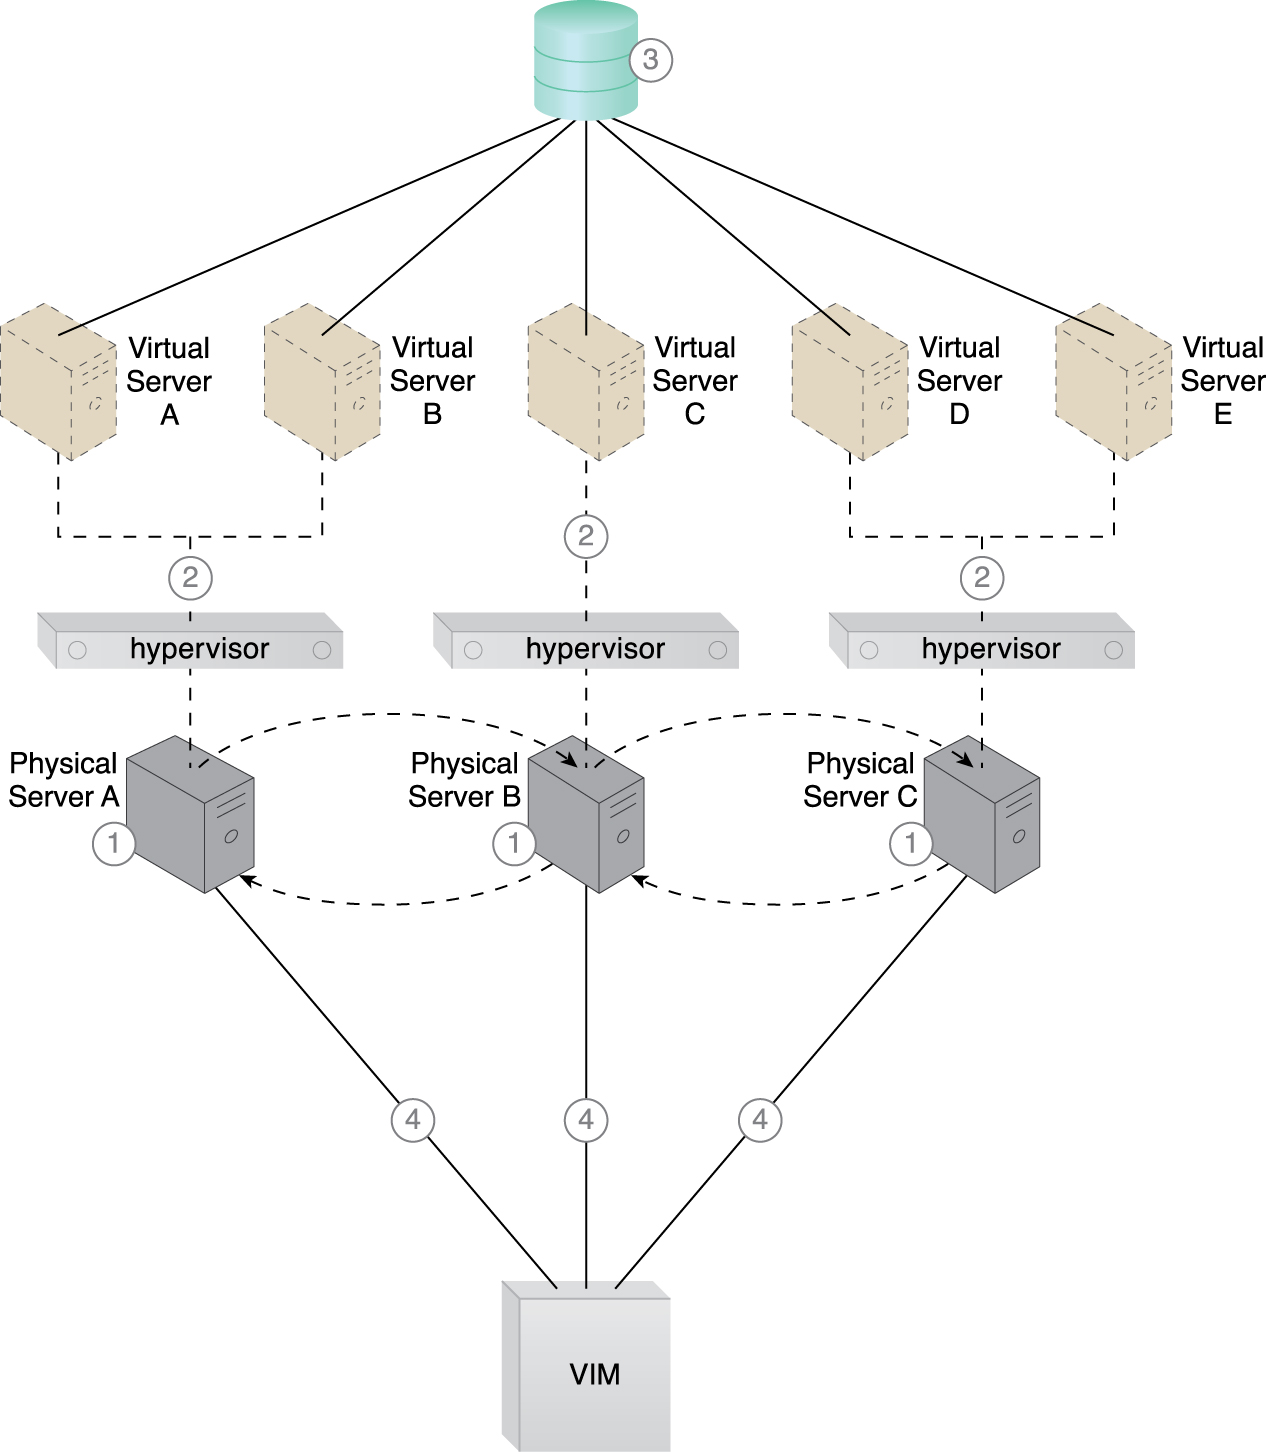 3
Virtual
Server
A
Virtual
Server
B
Virtual
Server
C
Virtual
Server
D
Virtual
Server
E
2
2
2
hypervisor
hypervisor
hypervisor
Physical
Server A
1
Physical
Server B
1
Physical
Server C
1
4
4
4
VIM